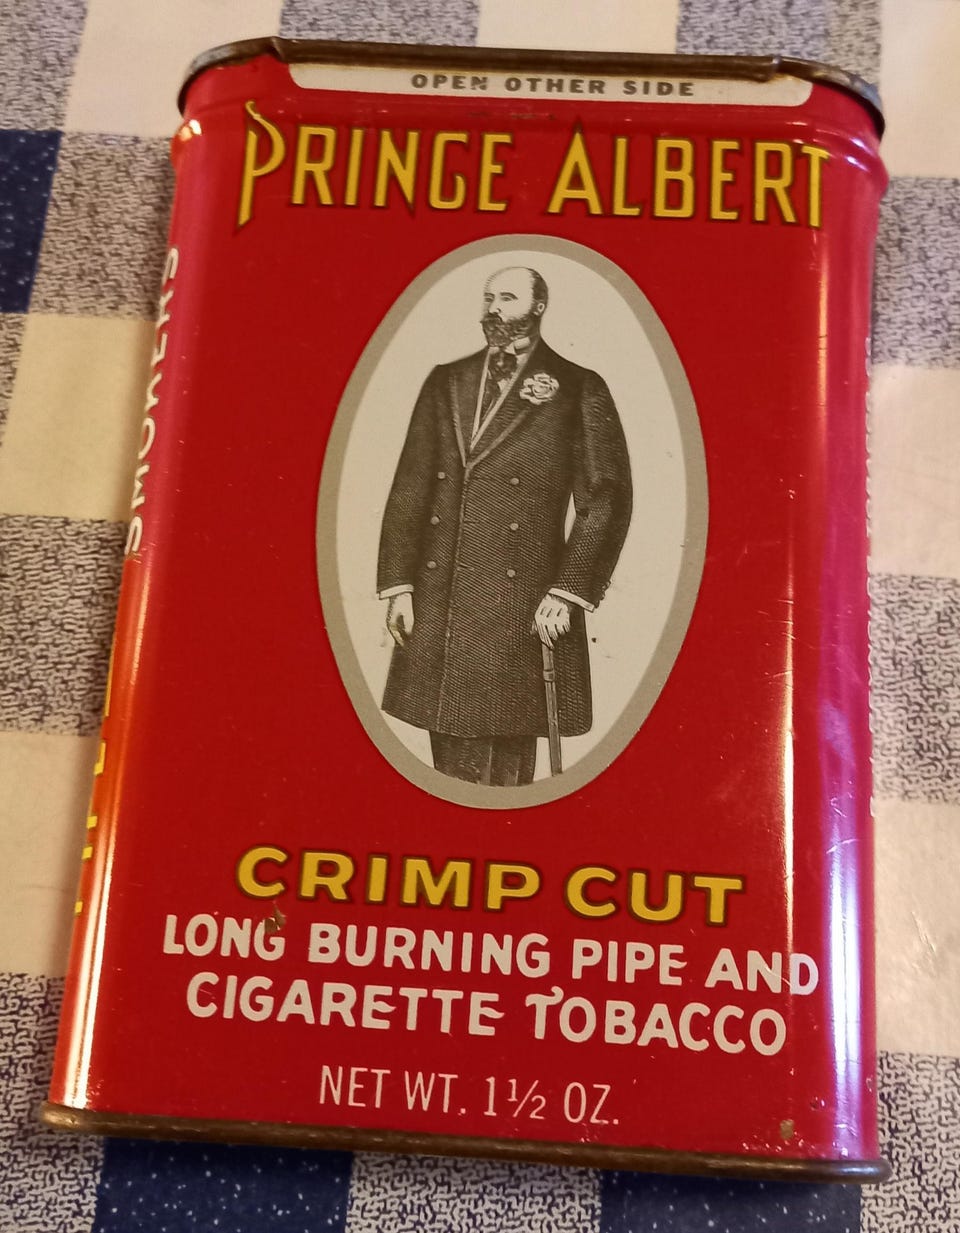 OPEN OTHER SIDE
PRINCE ALBERT
SMOKERS
CRIMP CUT
LONG BURNING PIPE AND
CIGARETTE TOBACCO
NET WT. 1½ OZ.